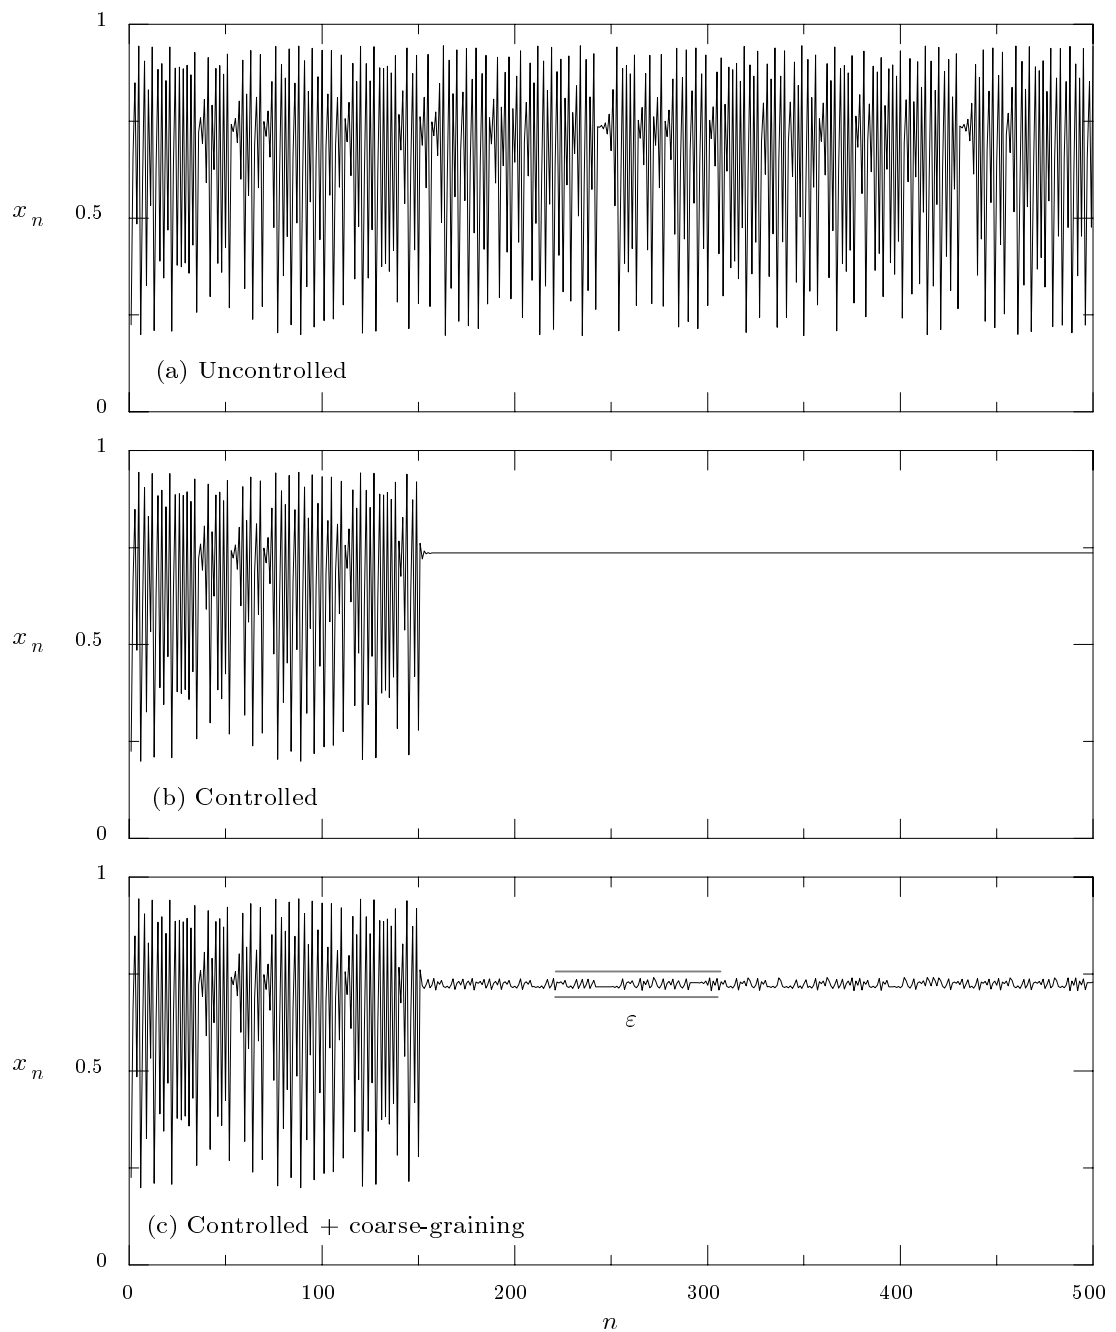 1
x n
0.5
(a) Uncontrolled
0
1
x n
0.5
(b) Controlled
0
1
ε
x n
0.5
(c) Controlled + coarse-graining
0
0 100 200 300 400 500
n